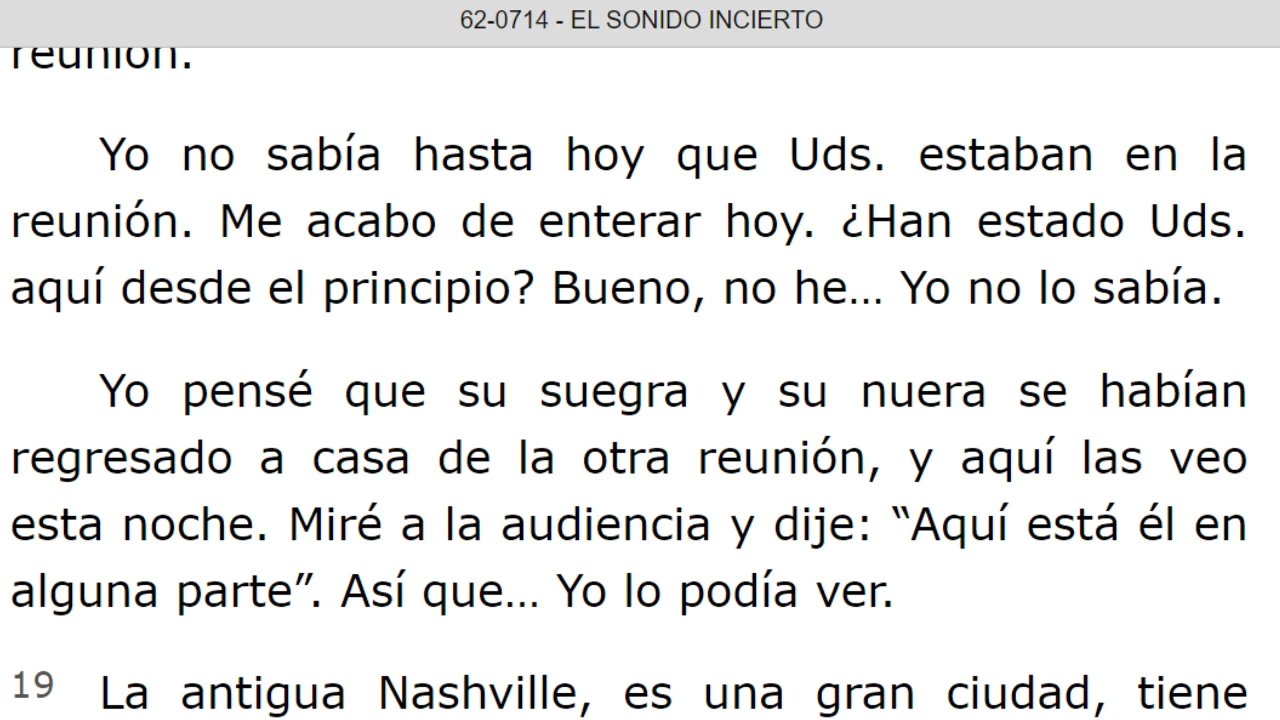 62-0714 - EL SONIDO INCIERTO
reunión.
Yo no sabía hasta hoy que Uds. estaban en la
reunión. Me acabo de enterar hoy. ¿Han estado Uds.
aquí desde el principio? Bueno, no he... Yo no lo sabía.
Yo pensé que su suegra y su nuera se habían
regresado a casa de la otra reunión, y aquí las veo
esta noche. Miré a la audiencia y dije: “Aquí está él en
alguna parte”. Así que... Yo lo podía ver.
19 La antigua Nashville, es una gran ciudad, tiene